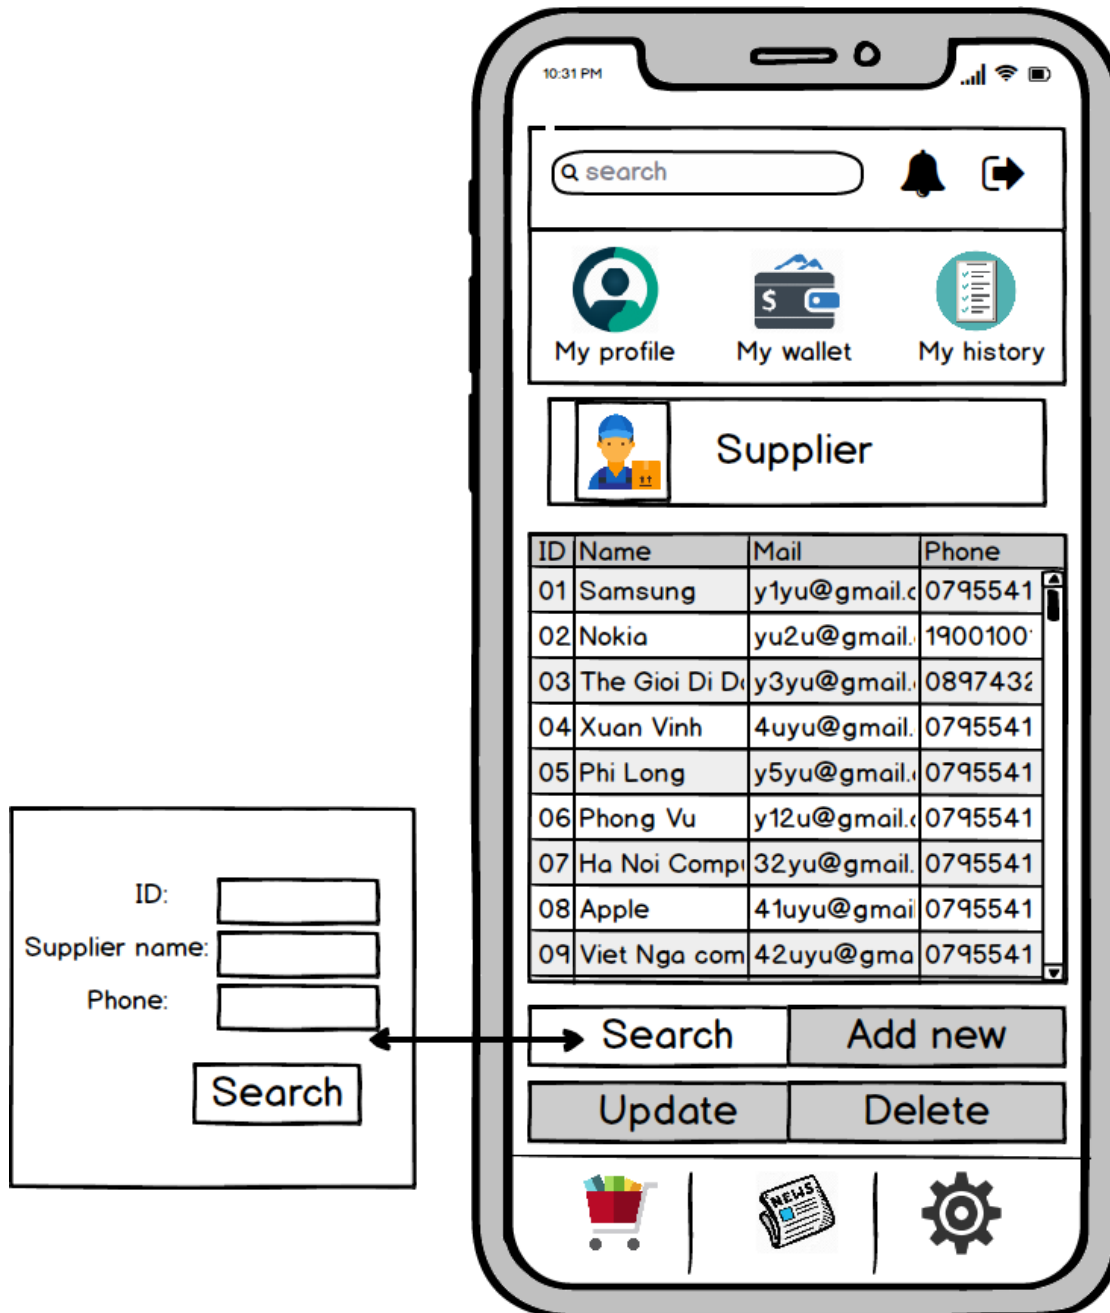 10:31 PM
search
My profile My wallet My history
$
Supplier
ID Name Mail Phone
01 Samsung y1yu@gmail.c 0795541
02 Nokia yu2u@gmail. 1900100
03 The Gioi Di D y3yu@gmail. 089743
04 Xuan Vinh 4uyu@gmail. 0795541
05 Phi Long y5yu@gmail. 0795541
06 Phong Vu y12u@gmail. 0795541
07 Ha Noi Comp 32yu@gmail. 0795541
08 Apple 41uyu@gmai 0795541
09 Viet Nga com 42uyu@gma 0795541
Search Add new
Update Delete
NEWS
ID:
Supplier name:
Phone:
Search